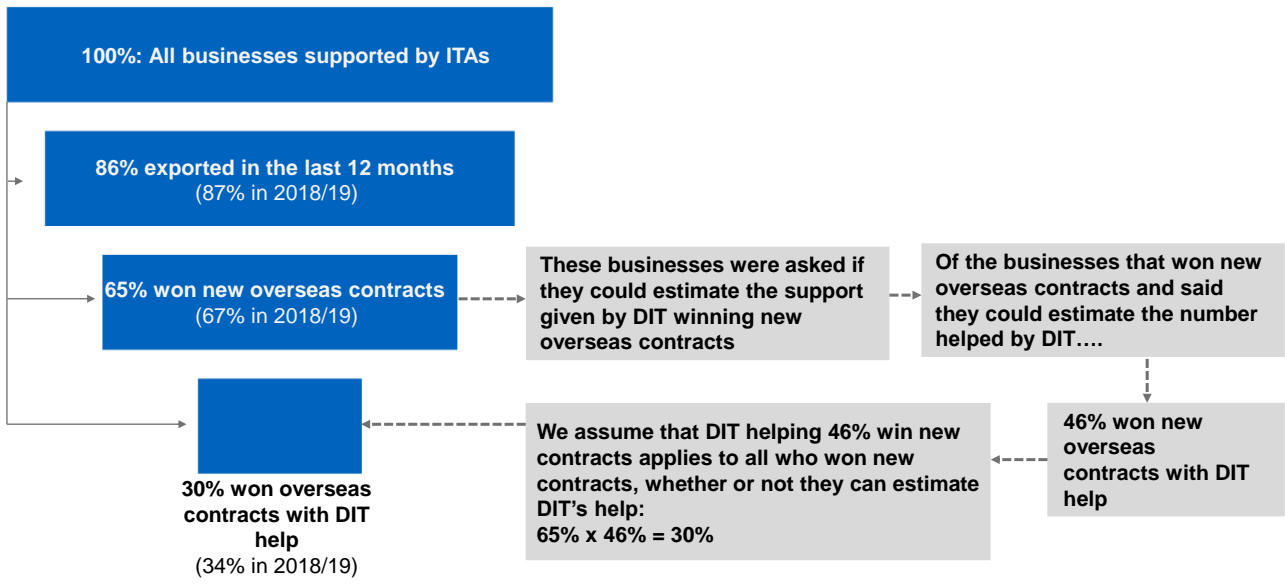 100%: All businesses supported by ITAs
86% exported in the last 12 months
(87% in 2018/19)
65% won new overseas contracts
(67% in 2018/19)
These businesses were asked if
they could estimate the support
given by DIT winning new
overseas contracts
Of the businesses that won new
overseas contracts and said
they could estimate the number
helped by DIT….
46% won new
overseas
contracts with DIT
help
We assume that DIT helping 46% win new
contracts applies to all who won new
contracts, whether or not they can estimate
DIT’s help:
65% x 46% = 30%
30% won overseas
contracts with DIT
help
(34% in 2018/19)